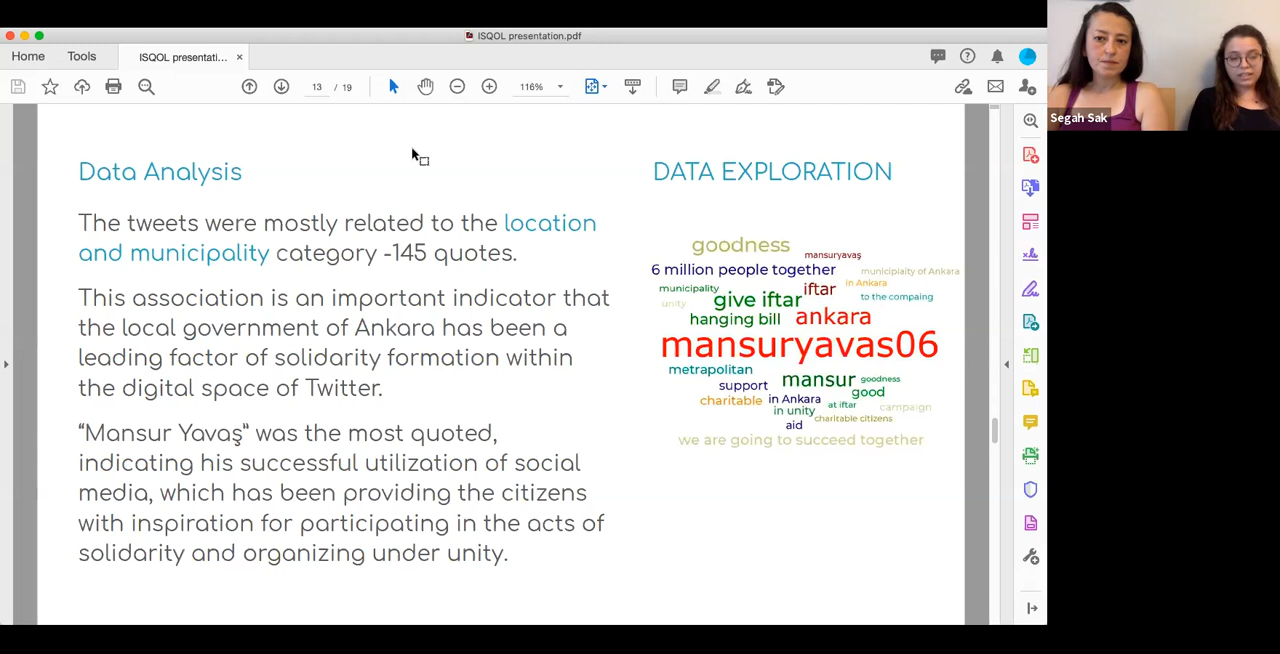 ISQOL presentation.pdf
Home
Tools
ISQOL presentati...
×
13 / 19
116%
Segah Sak
Data Analysis
The tweets were mostly related to the location
and municipality category -145 quotes.
This association is an important indicator that
the local government of Ankara has been a
leading factor of solidarity formation within
the digital space of Twitter.
“Mansur Yavaş” was the most quoted,
indicating his successful utilization of social
media, which has been providing the citizens
with inspiration for participating in the acts of
solidarity and organizing under unity.
DATA EXPLORATION
goodness
mansuryavaş
6 million people together
municiplaity of Ankara
municipality
iftar
in Ankara
unity
give iftar
to the compaing
hanging bill
ankara
mansuryavas06
metrapolitan
support
mansur
goodness
good
charitable
in Ankara
at iftar
campaign
in unity
charitable citizens
aid
we are going to succeed together